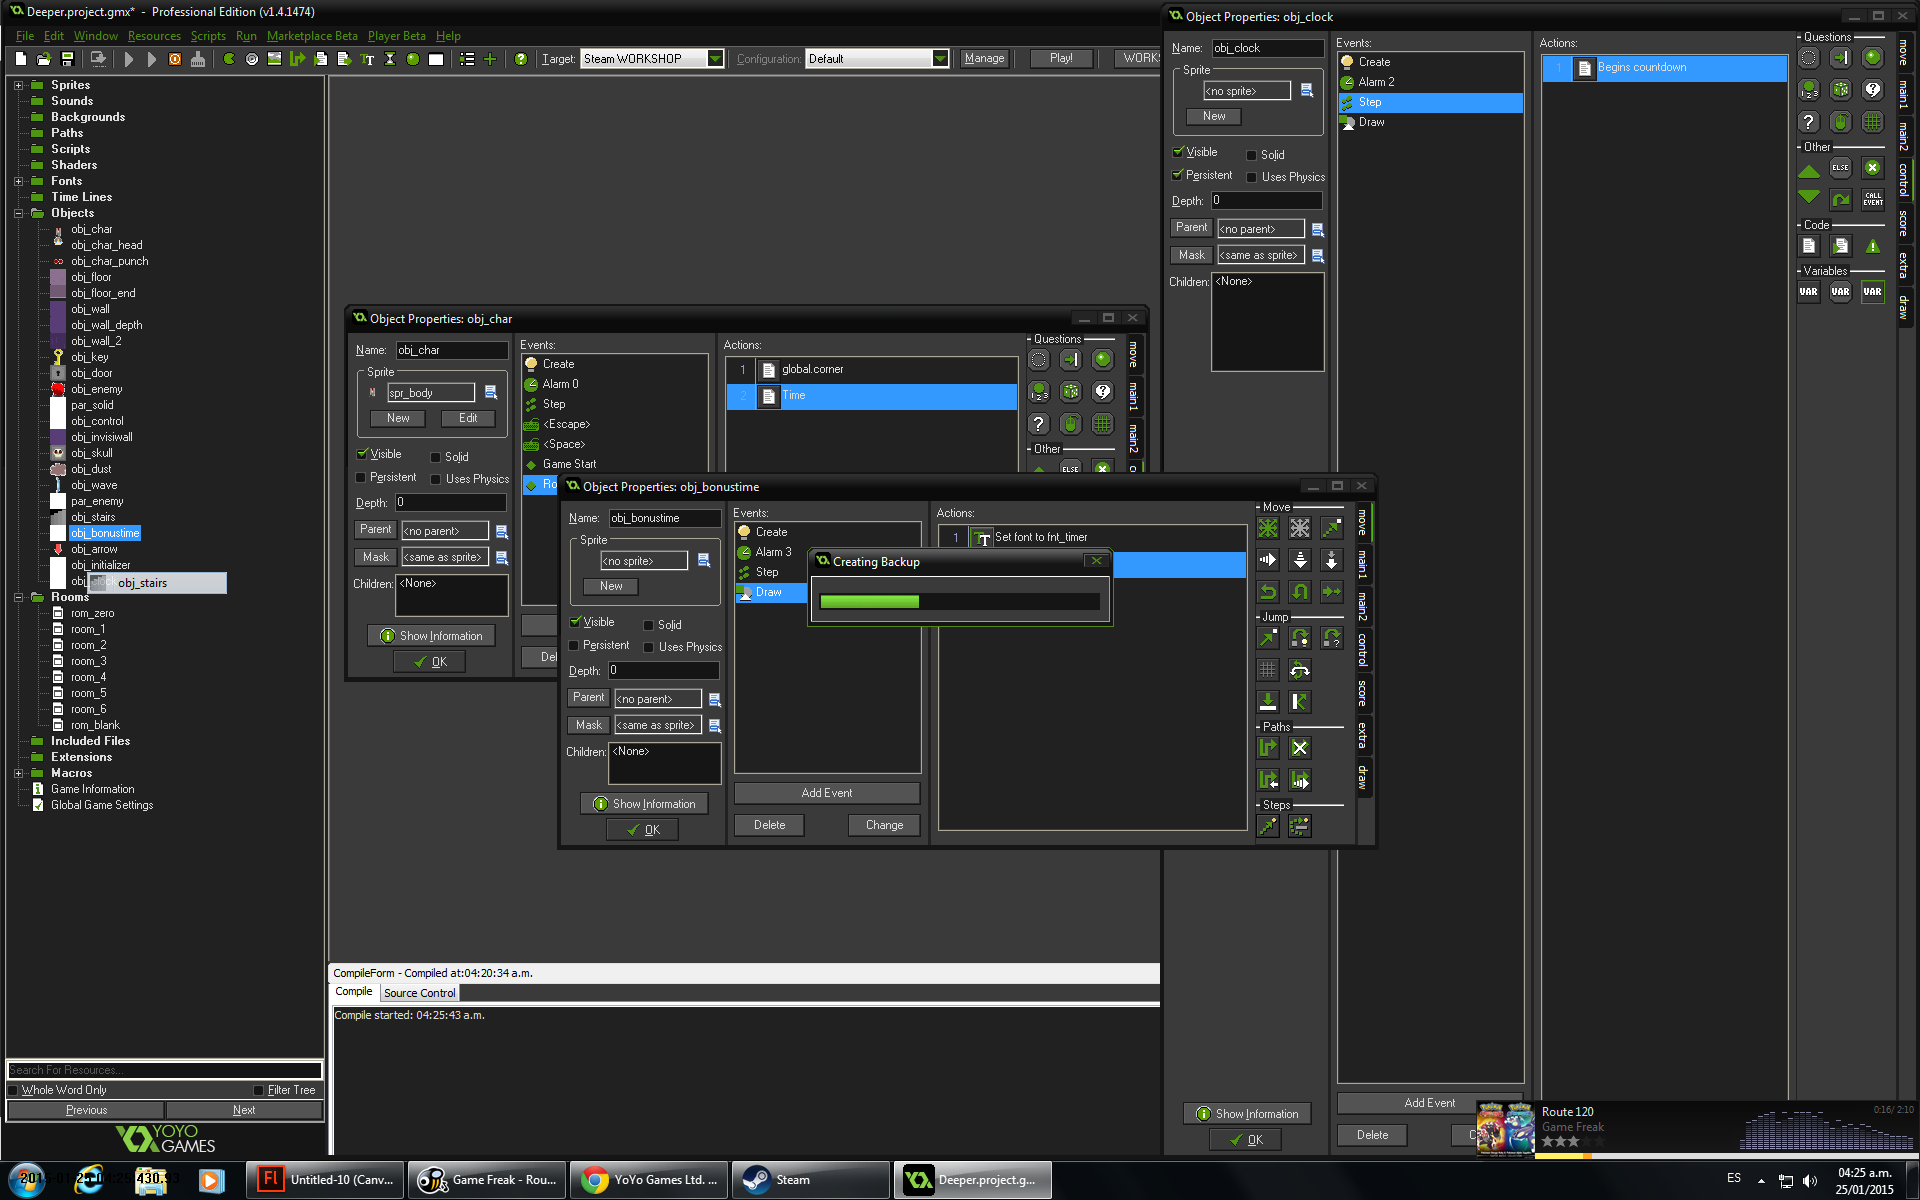 Deeper.project.gmx* - Professional Edition (v1.4.1474)
File Edit Window Resources Scripts Run Marketplace Beta Player Beta Help
Target: Steam WORKSHOP Configuration: Default Manage Play! WORK
Sprites
Sounds
Backgrounds
Paths
Scripts
Shaders
Fonts
Time Lines
Objects
obj_char
obj_char_head
obj_char_punch
obj_floor
obj_floor_end
obj_wall
obj_wall_depth
obj_wall_2
obj_key
obj_door
obj_enemy
par_solid
obj_control
obj_invisiwall
obj_skull
obj_dust
obj_wave
par_enemy
obj_stairs
obj_bonustime
obj_arrow
obj_initializer
obj_stairs
Rooms
rom_zero
room_1
room_2
room_3
room_4
room_5
room_6
rom_blank
Included Files
Extensions
Macros
Game Information
Global Game Settings
Search For Resources...
Whole Word Only Filter Tree
Previous Next
YOYO GAMES
Object Properties: obj_char
Name: obj_char
Sprite
spr_body
New Edit
Visible Solid
Persistent Uses Physics
Depth: 0
Parent <no parent>
Mask <same as sprite>
Children: <None>
Show Information
OK
Events:
Create
Alarm 0
Step
<Escape>
<Space>
Game Start
Ro
Del
Actions:
1 global.corner
2 Time
Questions
Other
ELSE
move
main1
main2
Object Properties: obj_bonustime
Name: obj_bonustime
Sprite
<no sprite>
New
Visible Solid
Persistent Uses Physics
Depth: 0
Parent <no parent>
Mask <same as sprite>
Children: <None>
Show Information
OK
Events:
Create
Alarm 3
Step
Draw
Add Event
Delete Change
Actions:
1 Set font to fnt_timer
Creating Backup
Move
Jump
Paths
Steps
move
main1
main2
control
score
extra
draw
Object Properties: obj_clock
Name: obj_clock
Sprite
<no sprite>
New
Visible Solid
Persistent Uses Physics
Depth: 0
Parent <no parent>
Mask <same as sprite>
Children: <None>
Show Information
OK
Events:
Create
Alarm 2
Step
Draw
Add Event
Delete
Actions:
1 Begins countdown
Questions
Other
ELSE
CALL EVENT
Code
Variables
VAR VAR VAR
move
main1
main2
control
score
extra
draw
CompileForm - Compiled at:04:20:34 a.m.
Compile Source Control
Compile started: 04:25:43 a.m.
Route 120
Game Freak
0:16/ 2:10
Untitled-10 (Canv...
Game Freak - Rou...
YoYo Games Ltd. ...
Steam
Deeper.project.g...
ES
04:25 a.m.
25/01/2015